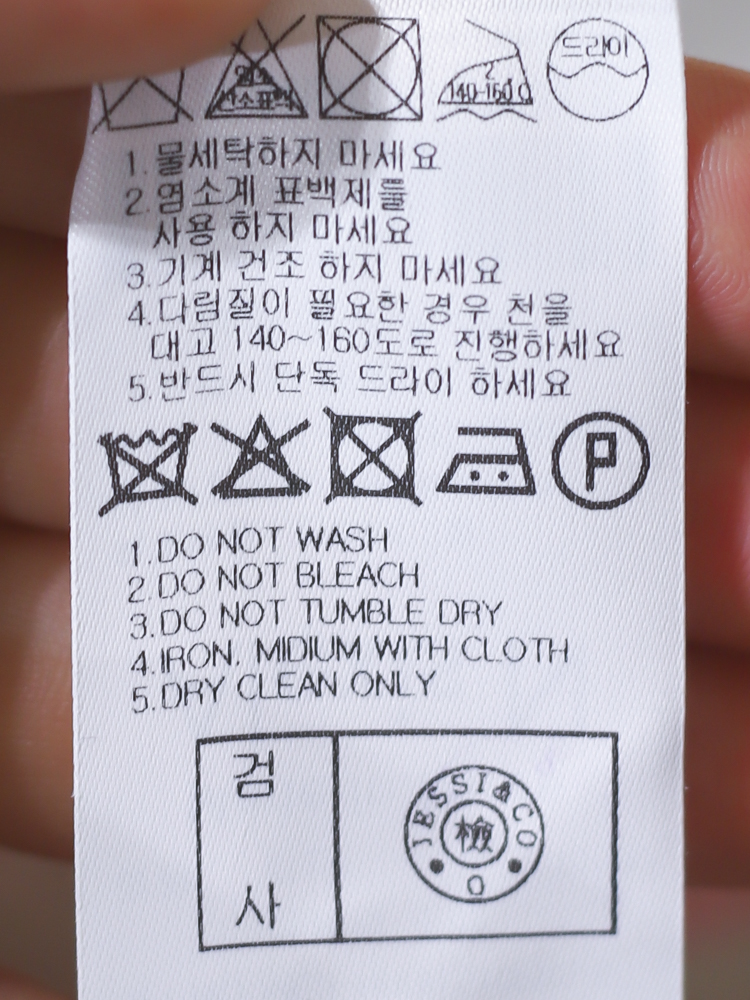 염소
산소표백
2
140-160℃
드라이
1.물세탁하지 마세요
2.염소계 표백제를
사용 하지 마세요
3.기계 건조 하지 마세요
4.다림질이 필요한 경우 천을
대고 140~160도로 진행하세요
5.반드시 단독 드라이 하세요
P
1.DO NOT WASH
2.DO NOT BLEACH
3.DO NOT TUMBLE DRY
4.IRON. MIDIUM WITH CLOTH
5.DRY CLEAN ONLY
검
사
JESSI&CO
檢
O